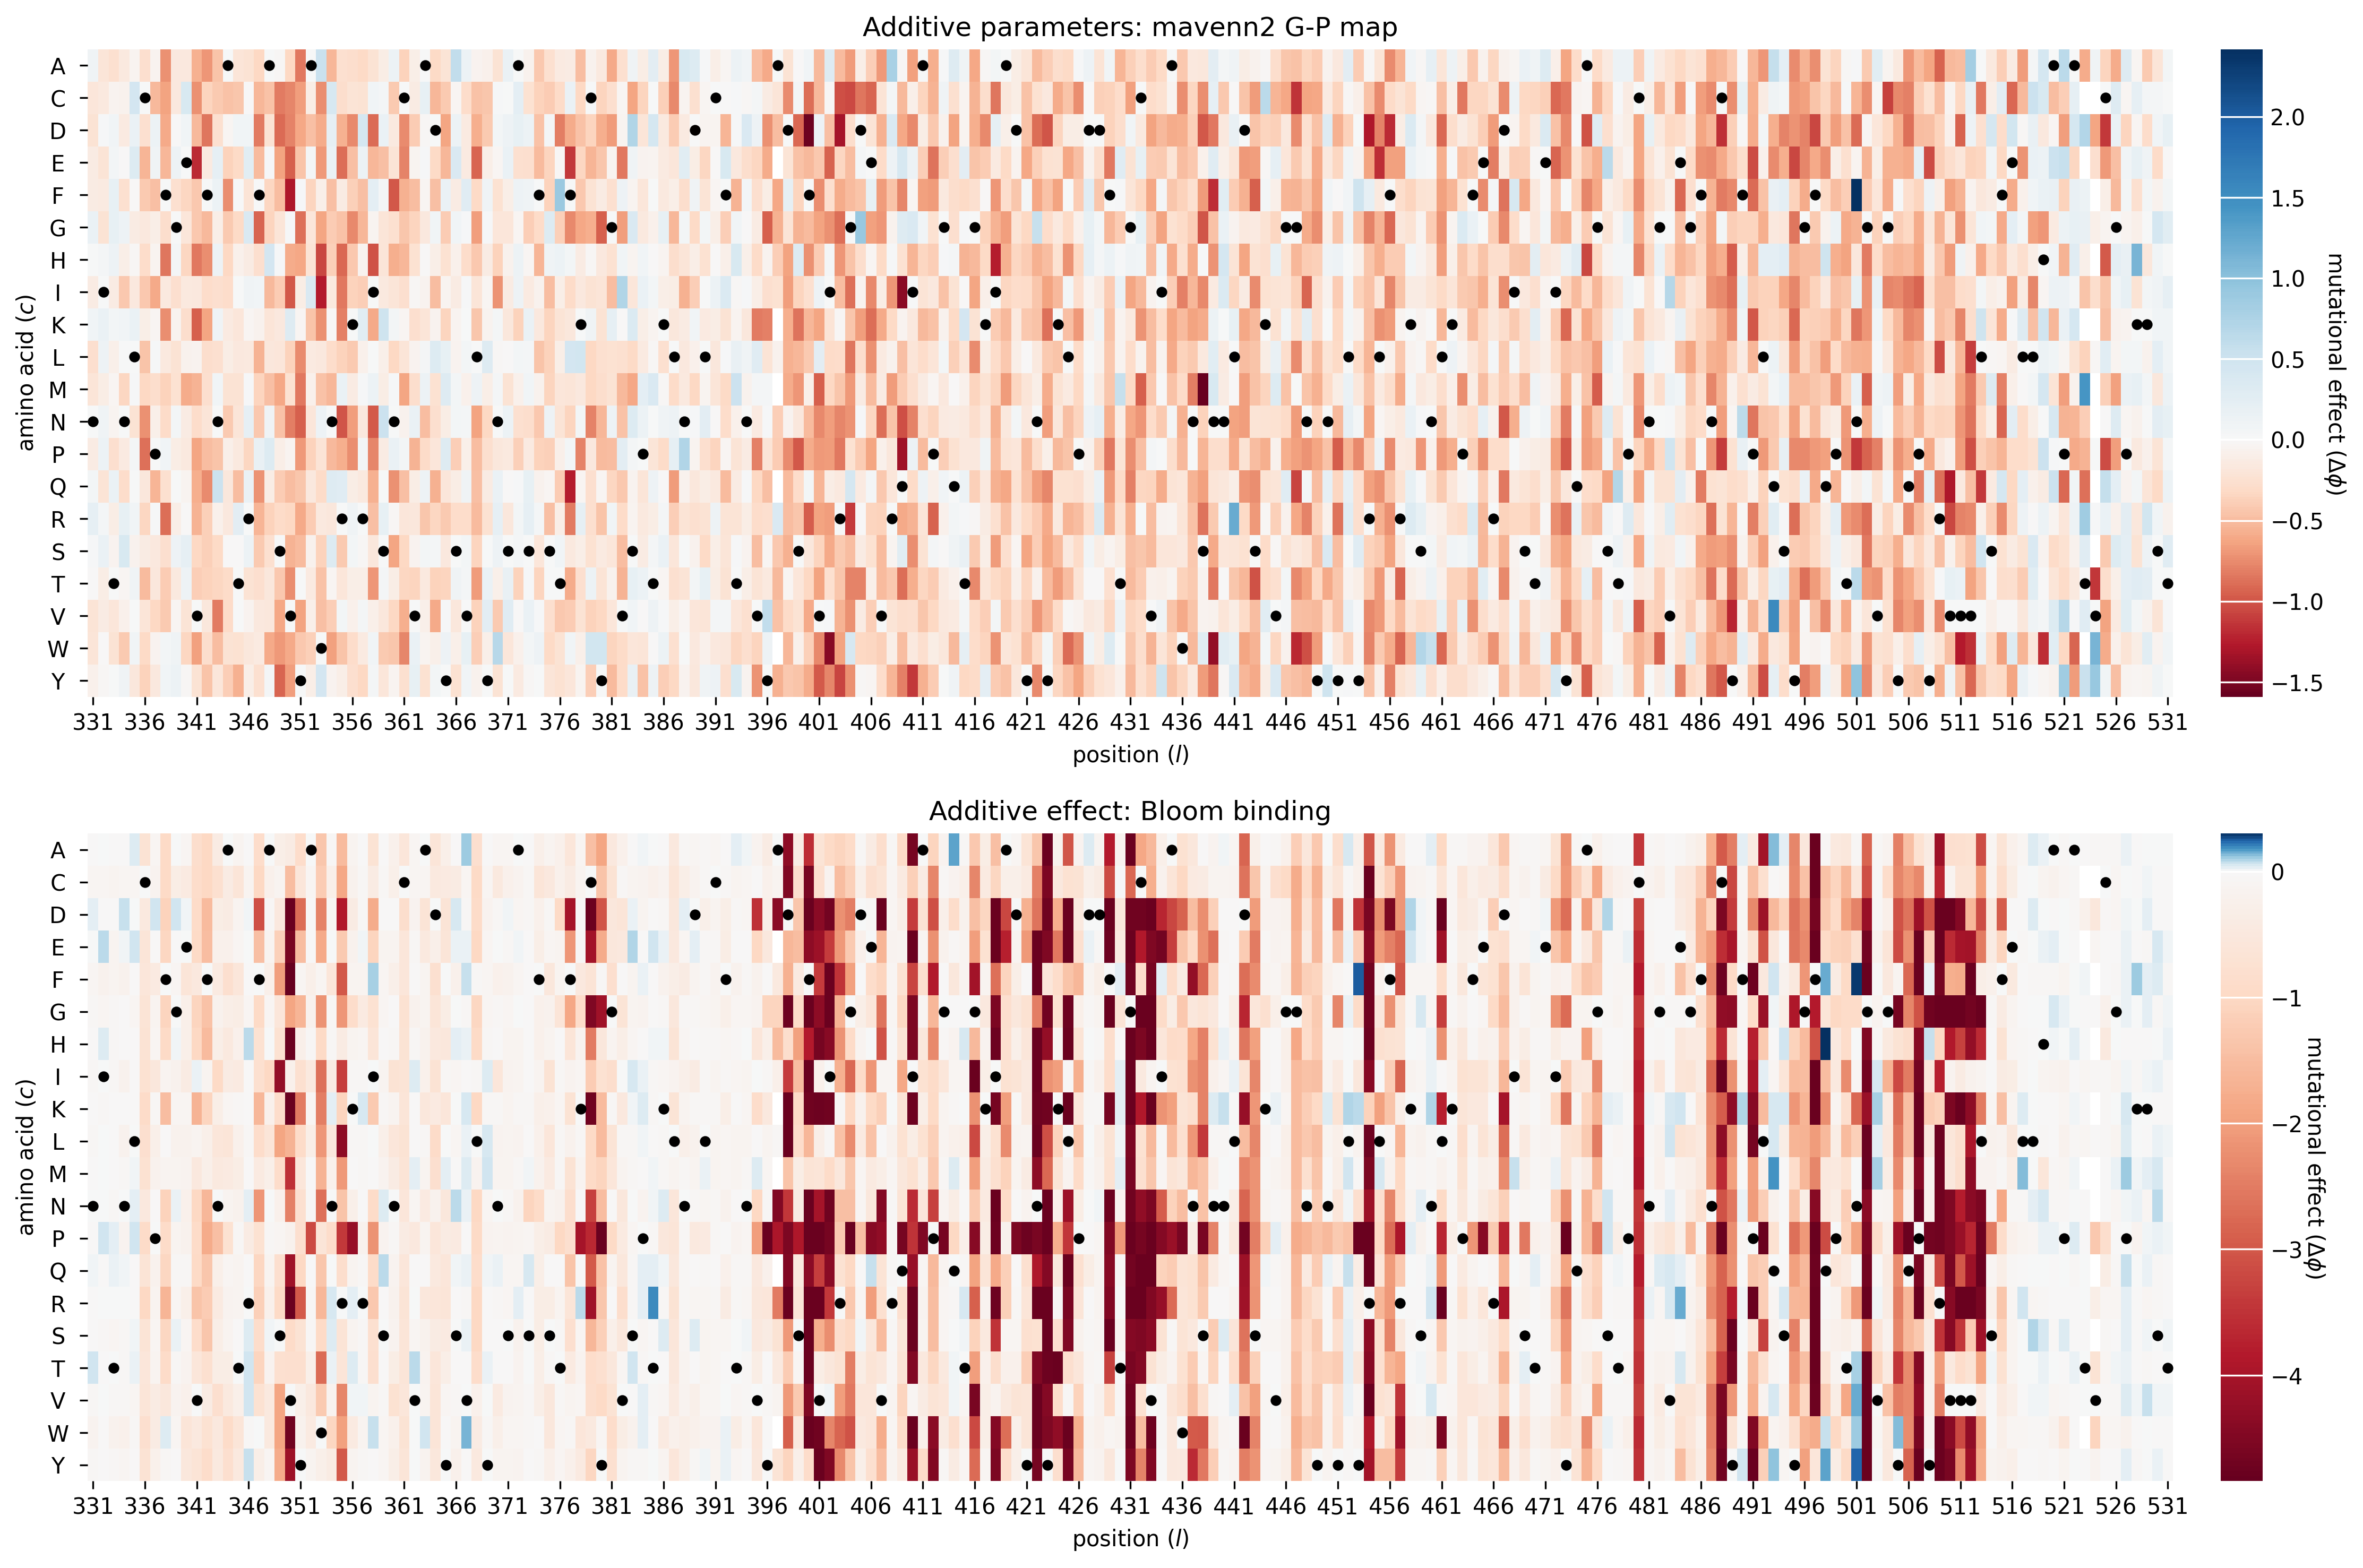 Additive parameters: mavenn2 G-P map
amino acid (c)
A
C
D
E
F
G
H
I
K
L
M
N
P
Q
R
S
T
V
W
Y
331 336 341 346 351 356 361 366 371 376 381 386 391 396 401 406 411 416 421 426 431 436 441 446 451 456 461 466 471 476 481 486 491 496 501 506 511 516 521 526 531
position (l)
2.0
1.5
1.0
0.5
0.0
−0.5
−1.0
−1.5
mutational effect (Δϕ)
Additive effect: Bloom binding
amino acid (c)
A
C
D
E
F
G
H
I
K
L
M
N
P
Q
R
S
T
V
W
Y
331 336 341 346 351 356 361 366 371 376 381 386 391 396 401 406 411 416 421 426 431 436 441 446 451 456 461 466 471 476 481 486 491 496 501 506 511 516 521 526 531
position (l)
0
−1
−2
−3
−4
mutational effect (Δϕ)